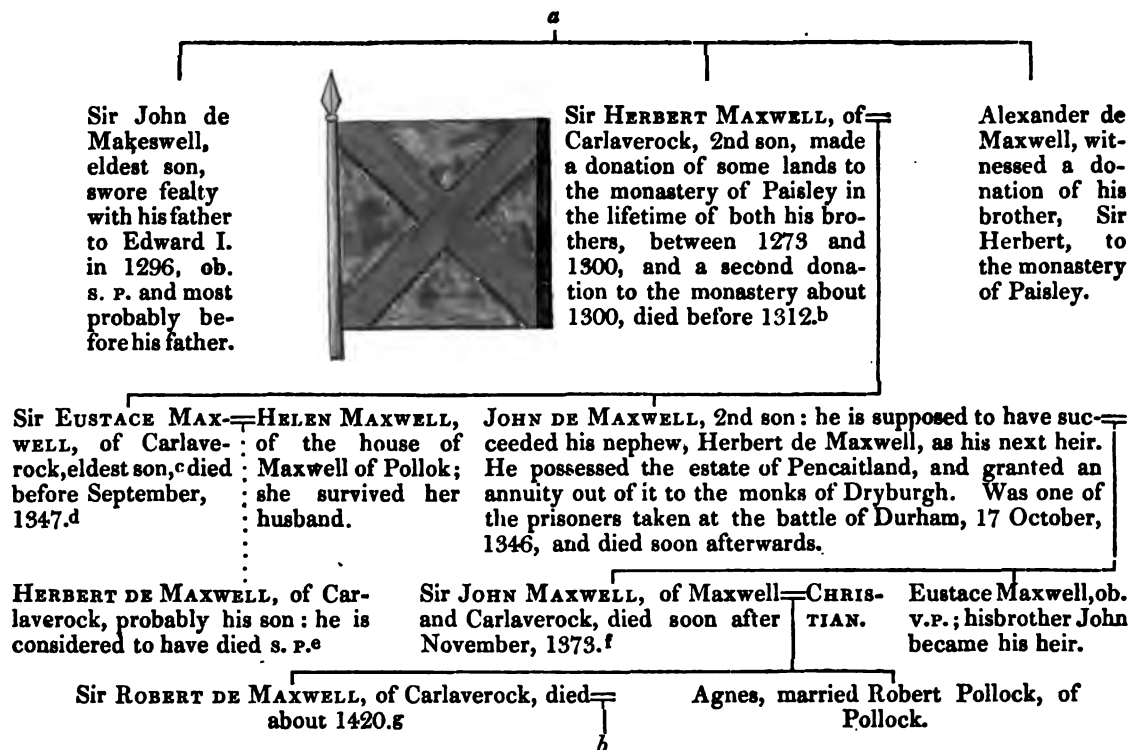 a
Sir John de
Makeswell,
eldest son,
swore fealty
with his father
to Edward I.
in 1296, ob.
s. p. and most
probably be-
fore his father.
Sir Herbert Maxwell, of
Carlaverock, 2nd son, made
a donation of some lands to
the monastery of Paisley in
the lifetime of both his bro-
thers, between 1273 and
1300, and a second dona-
tion to the monastery about
1300, died before 1312.b
Alexander de
Maxwell, wit-
nessed a do-
nation of his
brother, Sir
Herbert, to
the monastery
of Paisley.
Sir Eustace Max-
well, of Carlave-
rock, eldest son,c died
before September,
1347.d
Helen Maxwell,
of the house of
Maxwell of Pollok;
she survived her
husband.
John de Maxwell, 2nd son: he is supposed to have suc-
ceeded his nephew, Herbert de Maxwell, as his next heir.
He possessed the estate of Pencaitland, and granted an
annuity out of it to the monks of Dryburgh. Was one of
the prisoners taken at the battle of Durham, 17 October,
1346, and died soon afterwards.
Herbert de Maxwell, of Car-
laverock, probably his son: he is
considered to have died s. p.e
Sir John Maxwell, of Maxwell
and Carlaverock, died soon after
November, 1373.f
Chris-
tian.
Eustace Maxwell, ob.
v.p.; his brother John
became his heir.
Sir Robert de Maxwell, of Carlaverock, died
about 1420.g
Agnes, married Robert Pollock, of
Pollock.
b